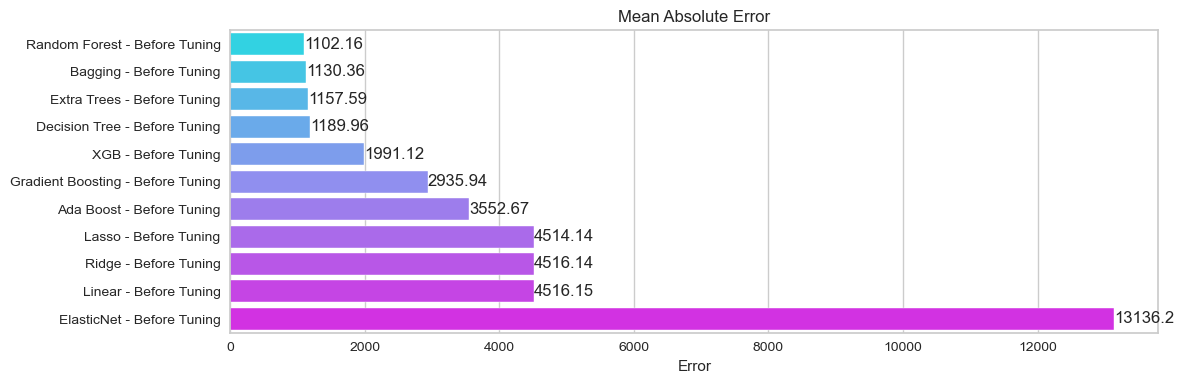 Mean Absolute Error
Random Forest - Before Tuning 1102.16
Bagging - Before Tuning 1130.36
Extra Trees - Before Tuning 1157.59
Decision Tree - Before Tuning 1189.96
XGB - Before Tuning 1991.12
Gradient Boosting - Before Tuning 2935.94
Ada Boost - Before Tuning 3552.67
Lasso - Before Tuning 4514.14
Ridge - Before Tuning 4516.14
Linear - Before Tuning 4516.15
ElasticNet - Before Tuning 13136.2
0 2000 4000 6000 8000 10000 12000
Error